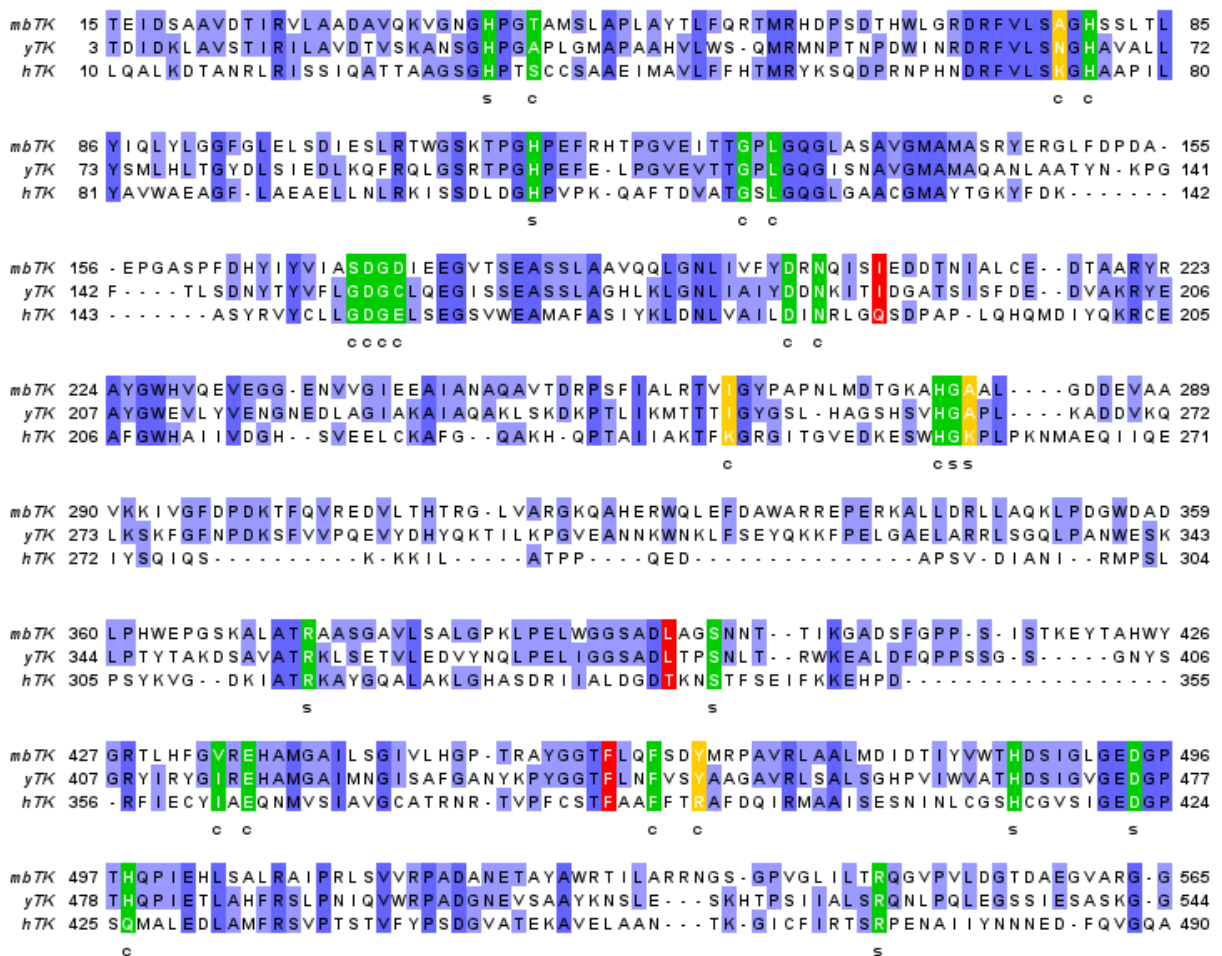 mbTK 15 TEIDSAAVDTIRVLAADAVQKVGNGHPGTAMSLAPLAYTLFQRTMRHDPSDTHWLGRDRFVLSAGHSSLTL 85
yTK 3 TDIDKLAVSTIRILAVDTVSKANSGHPGAPLGMAPAAHVLWS-QMRMNPTNPDWINRDRFVLSNGHAVALL 72
hTK 10 LQALKDTANRLRISSIQATTAAGSGHPTSCCSAAEIMAVLFFHTMRYKSQDPRNPHNDRFVLSKGHAAPIL 80
s c c c
mbTK 86 YIQLYLGGFGLELSDIESLRTWGSKTPGHPEFRHTPGVEITTGPLGQGLASAVGMAMASRYERGLFDPDA- 155
yTK 73 YSMLHLTGYDLSIEDLKQFRQLGSRTPGHPEFE-LPGVEVTTGPLGQGISNAVGMAMAQANLAATYN-KPG 141
hTK 81 YAVWAEAGF-LAEAELLNLRKISSDLDGHPVPK-QAFTDVATGSLGQGLGAACGMAYTGKYFDK------- 142
s c c
mbTK 156 -EPGASPFDHYIYVIASDGDIEEGVTSEASSLAAVQQLGNLIVFYDRNQISIEDDTNIALCE--DTAARYR 223
yTK 142 F----TLSDNYTYVFLGDGCLQEGISSEASSLAGHLKLGNLIAIYDDNKITIDGATSISFDE--DVAKRYE 206
hTK 143 -------ASYRVYCLLGDGELSEGSVWEAMAFASIYKLDNLVAILDINRLGQSDPAP-LQHQMDIYQKRCE 205
c c c c c c
mbTK 224 AYGWHVQEVEGG-ENVVGIEEAIANAQAVTDRPSFIALRTVIGYPAPNLMDTGKAHGAAL----GDDEVAA 289
yTK 207 AYGWEVLYVENGNEDLAGIAKAIAQAKLSKDKPTLIKMTTTIGYGSL-HAGSHSVHGAPL----KADDVKQ 272
hTK 206 AFGWHAIIVDGH--SVEELCKAFG--QAKH-QPTAIIAKTFKGRGITGVEDKESWHGKPLPKNMAEQIIQE 271
c c s s
mbTK 290 VKKIVGFDPDKTFQVREDVLTHTRG-LVARGKQAHERWQLEFDAWARREPERKALLDRLLAQKLPDGWDAD 359
yTK 273 LKSKFGFNPDKSFVVPQEVYDHYQKTILKPGVEANNKWNKLFSEYQKKFPELGAELARRLSGQLPANWESK 343
hTK 272 IYSQIQS----------K-KKIL----ATPP---QED---------------APSV-DIANI--RMPSL 304
mbTK 360 LPHWEPGSKALATRAASGAVLSALGPKLPELWGGSADLAGSNNT--TIKGADSFGPP-S-ISTKEYTAHWY 426
yTK 344 LPTYTAKDSAVATRKLSETVLEDVYNQLPELIGGSADLTPSNLT--RWKEALDFQPPSSG-S-----GNYS 406
hTK 305 PSYKVG--DKIATRKAYGQALAKLGHASDRIIALDGDTKNSTFSEIFKKEHPD------------------ 355
s s
mbTK 427 GRTLHFGVREHAMGAILSGIVLHGP-TRAYGGTFLQFSDYMRPAVRLAALMDIDTIYVWTHDSIGLGEDGP 496
yTK 407 GRYIRYGIREHAMGAIMNGISAFGANYKPYGGTFLNFVSYAAGAVRLSALSGHPVIWVATHDSIGVGEDGP 477
hTK 356 -RFIECYIAEQNMVSIAVGCATRNR-TVPFCSTFAAFFTRAFDQIRMAAISESNINLCGSHCGVSIGEDGP 424
c c c c s s
mbTK 497 THQPIEHLSALRAIPRLSVVRPADANETAYAWRTILARRNGS-GPVGLILTRQGVPVLDGTDAEGVARG-G 565
yTK 478 THQPIETLAHFRSLPNIQVWRPADGNEVSAAYKNSLE---SKHTPSIIALSRQNLPQLEGSSIESASKG-G 544
hTK 425 SQMALEDLAMFRSVPTSTVFYPSDGVATEKAVELAAN---TK-GICFIRTSRPENAIIYNNNED-FQVGQA 490
c s